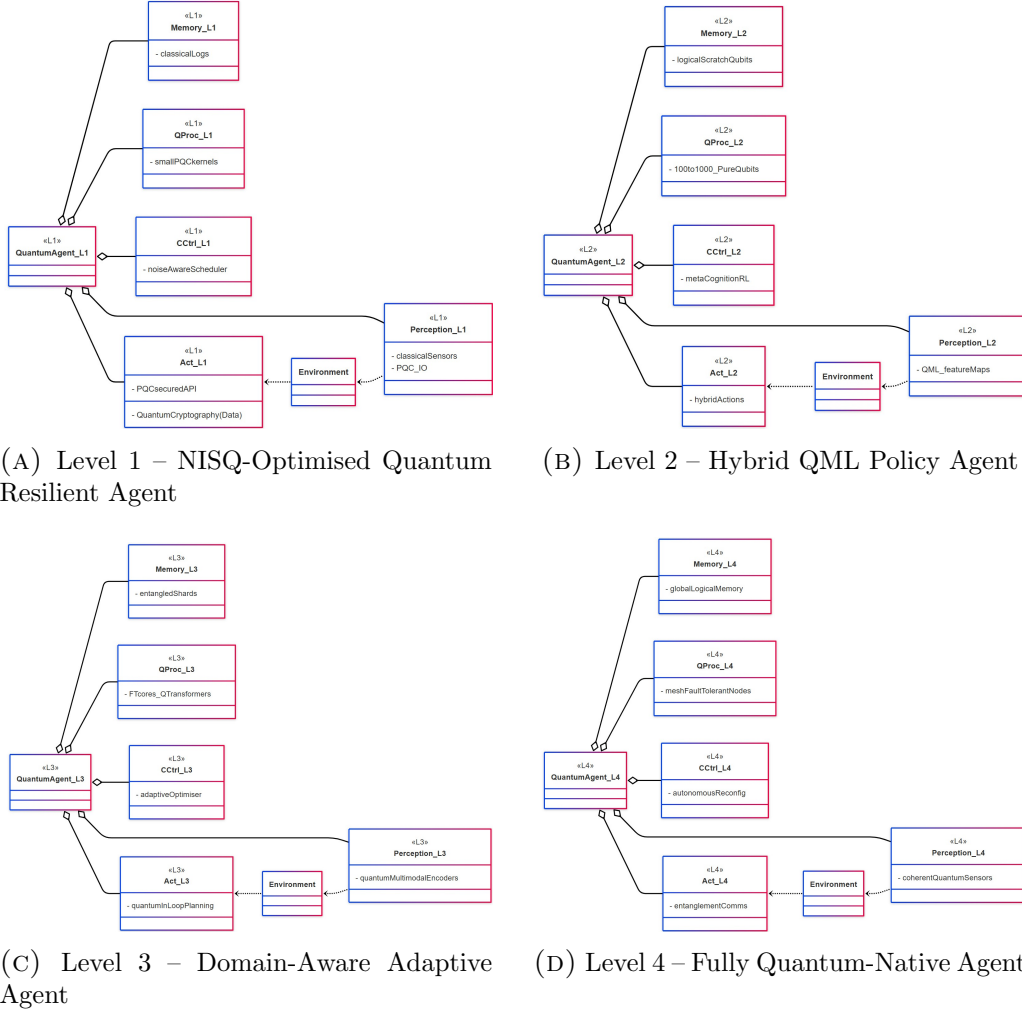 «L1»
Memory_L1
- classicalLogs
«L1»
QProc_L1
- smallPQCkernels
«L1»
QuantumAgent_L1
«L1»
CCtrl_L1
- noiseAwareScheduler
«L1»
Perception_L1
- classicalSensors
- PQC_IO
«L1»
Act_L1
- PQCsecuredAPI
- QuantumCryptography(Data)
Environment
(A) Level 1 – NISQ-Optimised Quantum
Resilient Agent
«L2»
Memory_L2
- logicalScratchQubits
«L2»
QProc_L2
- 100to1000_PureQubits
«L2»
QuantumAgent_L2
«L2»
CCtrl_L2
- metaCognitionRL
«L2»
Perception_L2
- QML_featureMaps
«L2»
Act_L2
- hybridActions
Environment
(B) Level 2 – Hybrid QML Policy Agent
«L3»
Memory_L3
- entangledShards
«L3»
QProc_L3
- FTcores_QTransformers
«L3»
QuantumAgent_L3
«L3»
CCtrl_L3
- adaptiveOptimiser
«L3»
Perception_L3
- quantumMultimodalEncoders
«L3»
Act_L3
- quantumInLoopPlanning
Environment
(C) Level 3 – Domain-Aware Adaptive
Agent
«L4»
Memory_L4
- globalLogicalMemory
«L4»
QProc_L4
- meshFaultTolerantNodes
«L4»
QuantumAgent_L4
«L4»
CCtrl_L4
- autonomousReconfig
«L4»
Perception_L4
- coherentQuantumSensors
«L4»
Act_L4
- entanglementComms
Environment
(D) Level 4 – Fully Quantum-Native Agent